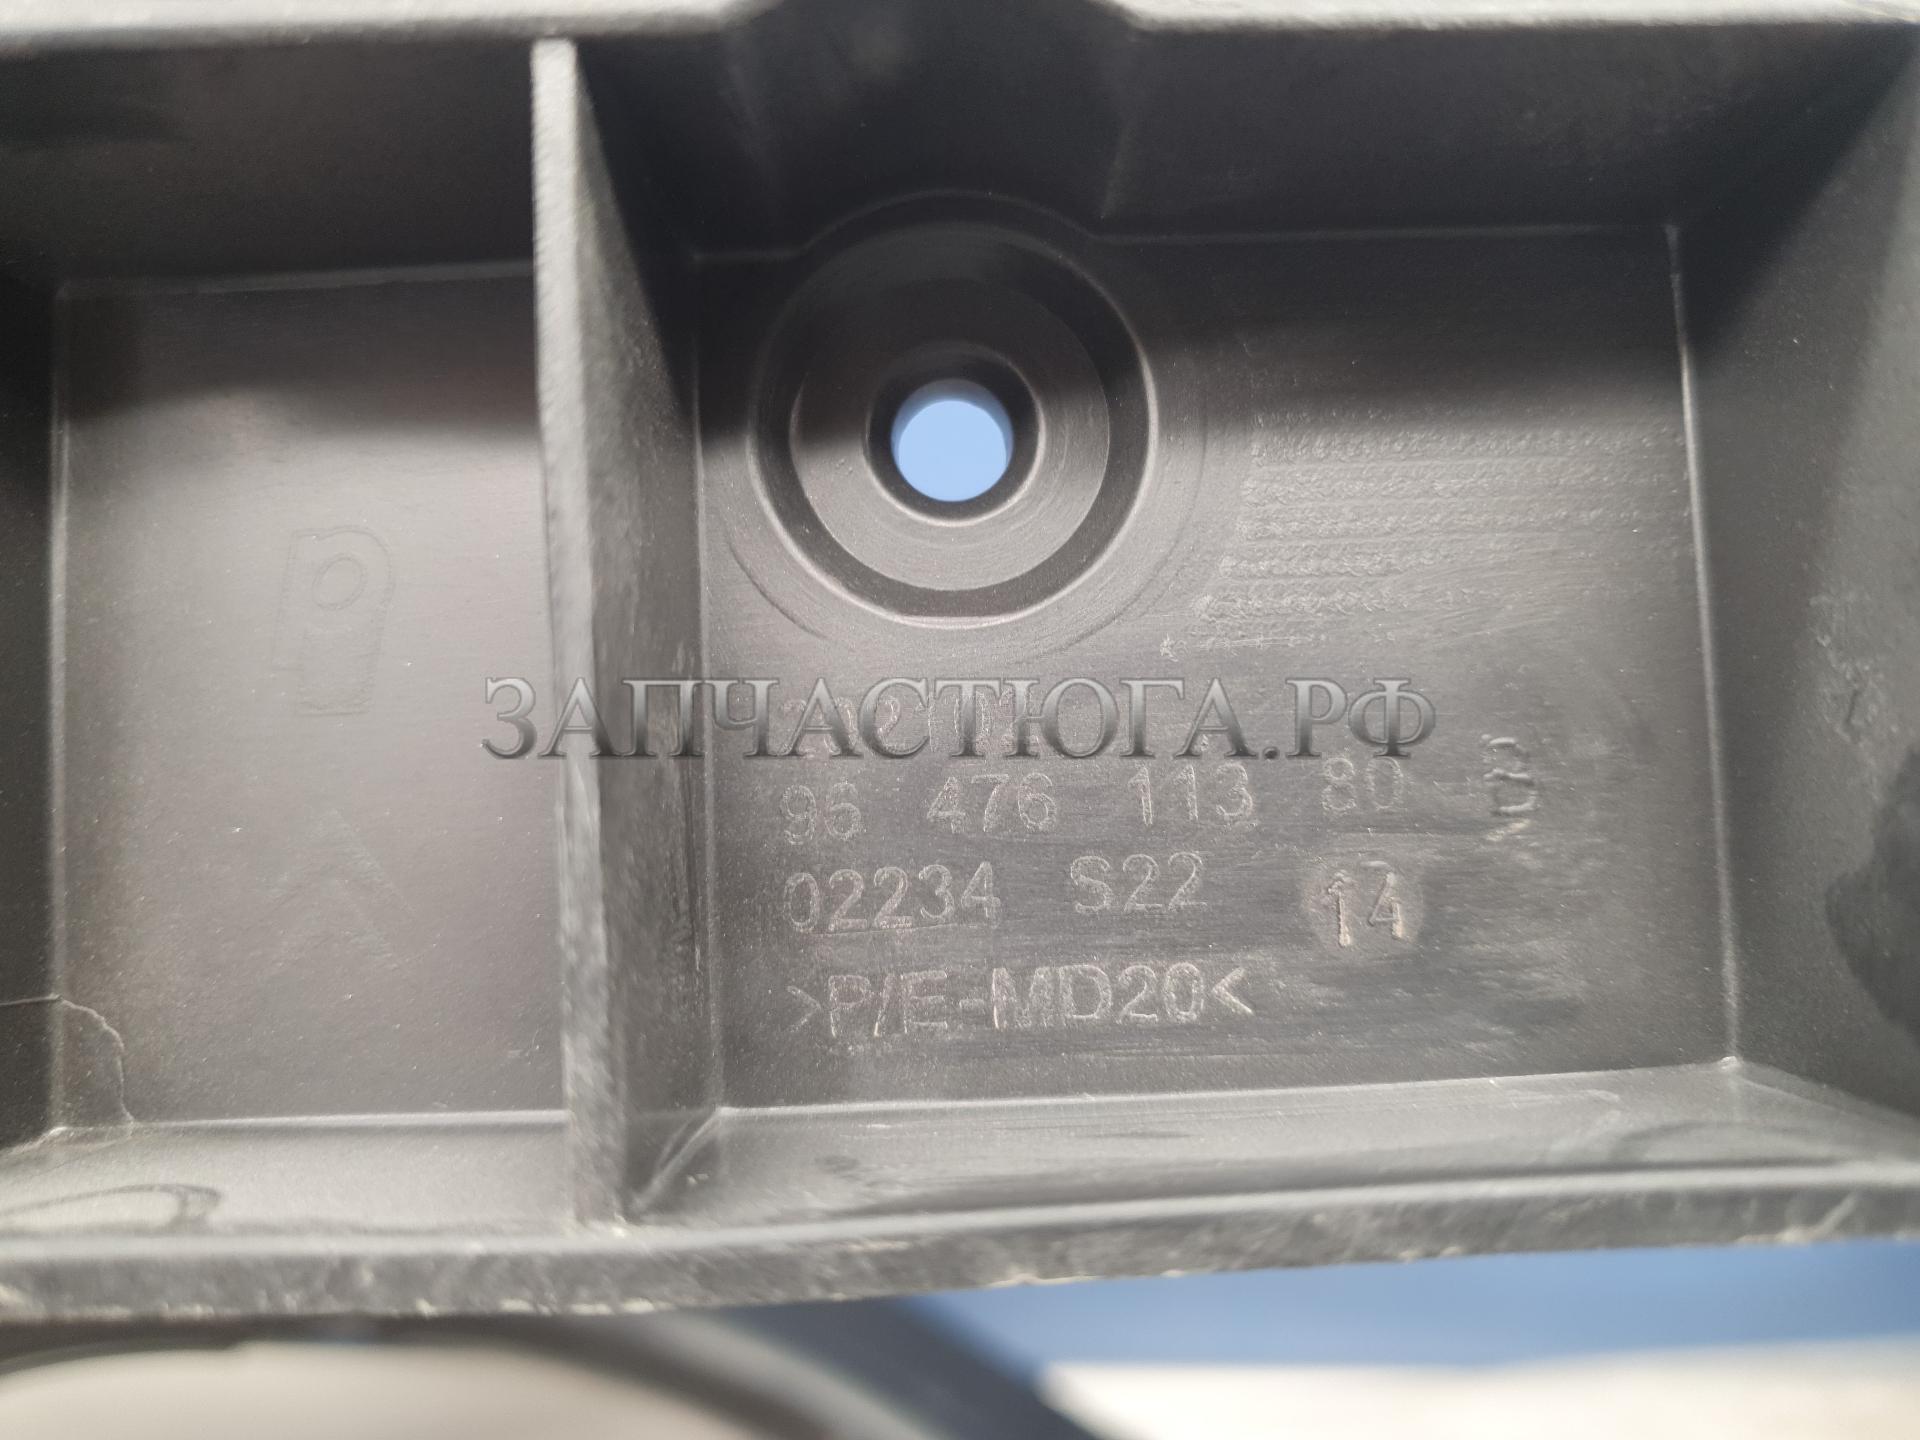 ЗАПЧАСТЮГА.РФ
96 476 113 80
02234 S22 14
>P/E-MD20<